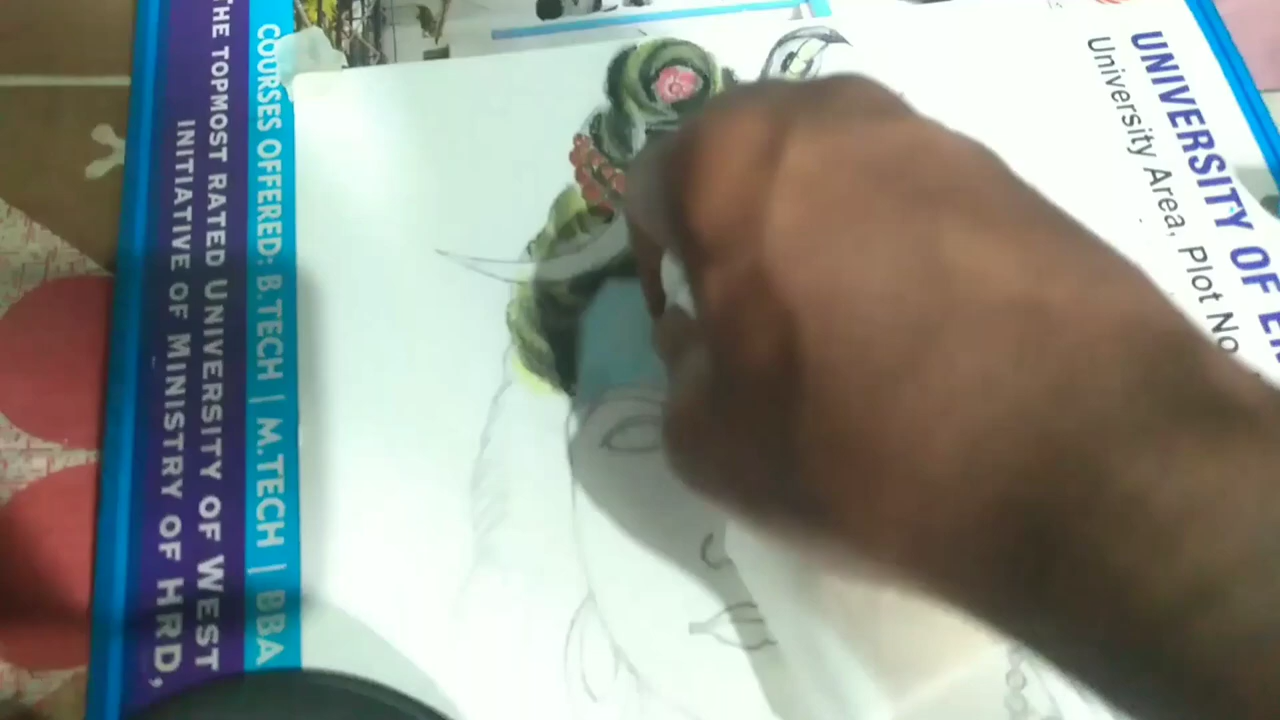 THE TOPMOST RATED UNIVERSITY OF WEST
INITIATIVE OF MINISTRY OF HRD,
COURSES OFFERED: B.TECH | M.TECH | BBA
UNIVERSITY OF
University Area, Plot No